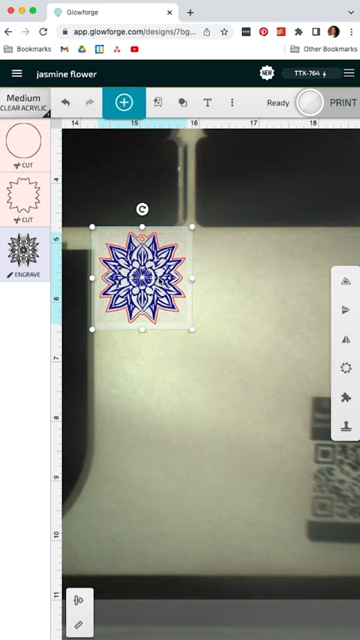 Glowforge
app.glowforge.com/designs/7bg...
Bookmarks
M
Other Bookmarks
jasmine flower
NEW
TTX-764
Medium
CLEAR ACRYLIC
T
Ready
Print
14 15 16 17 18
CUT
CUT
ENGRAVE
4
5
6
7
8
9
10
11